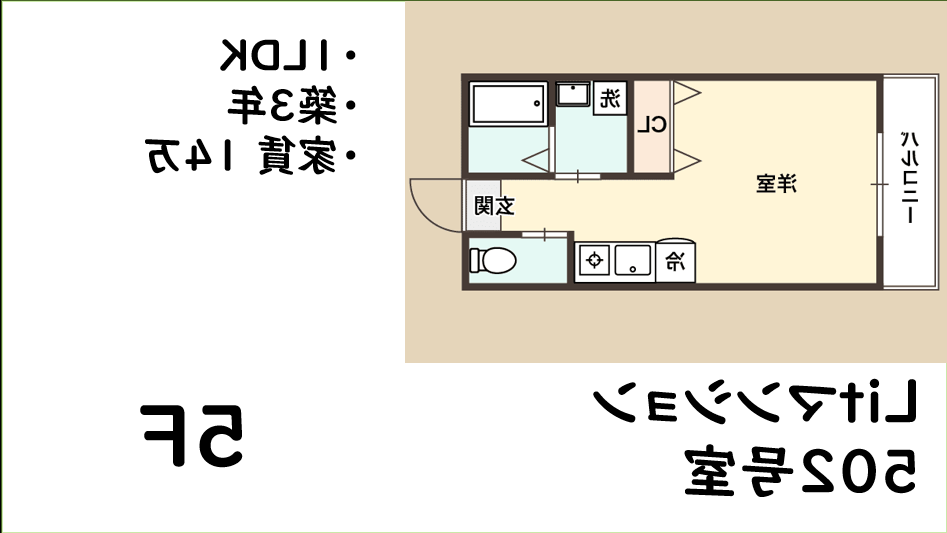 ・1LDK
・築3年
・家賃 14万
洗
CL
洋室
バルコニー
玄関
冷
Litマンション
502号室
5F